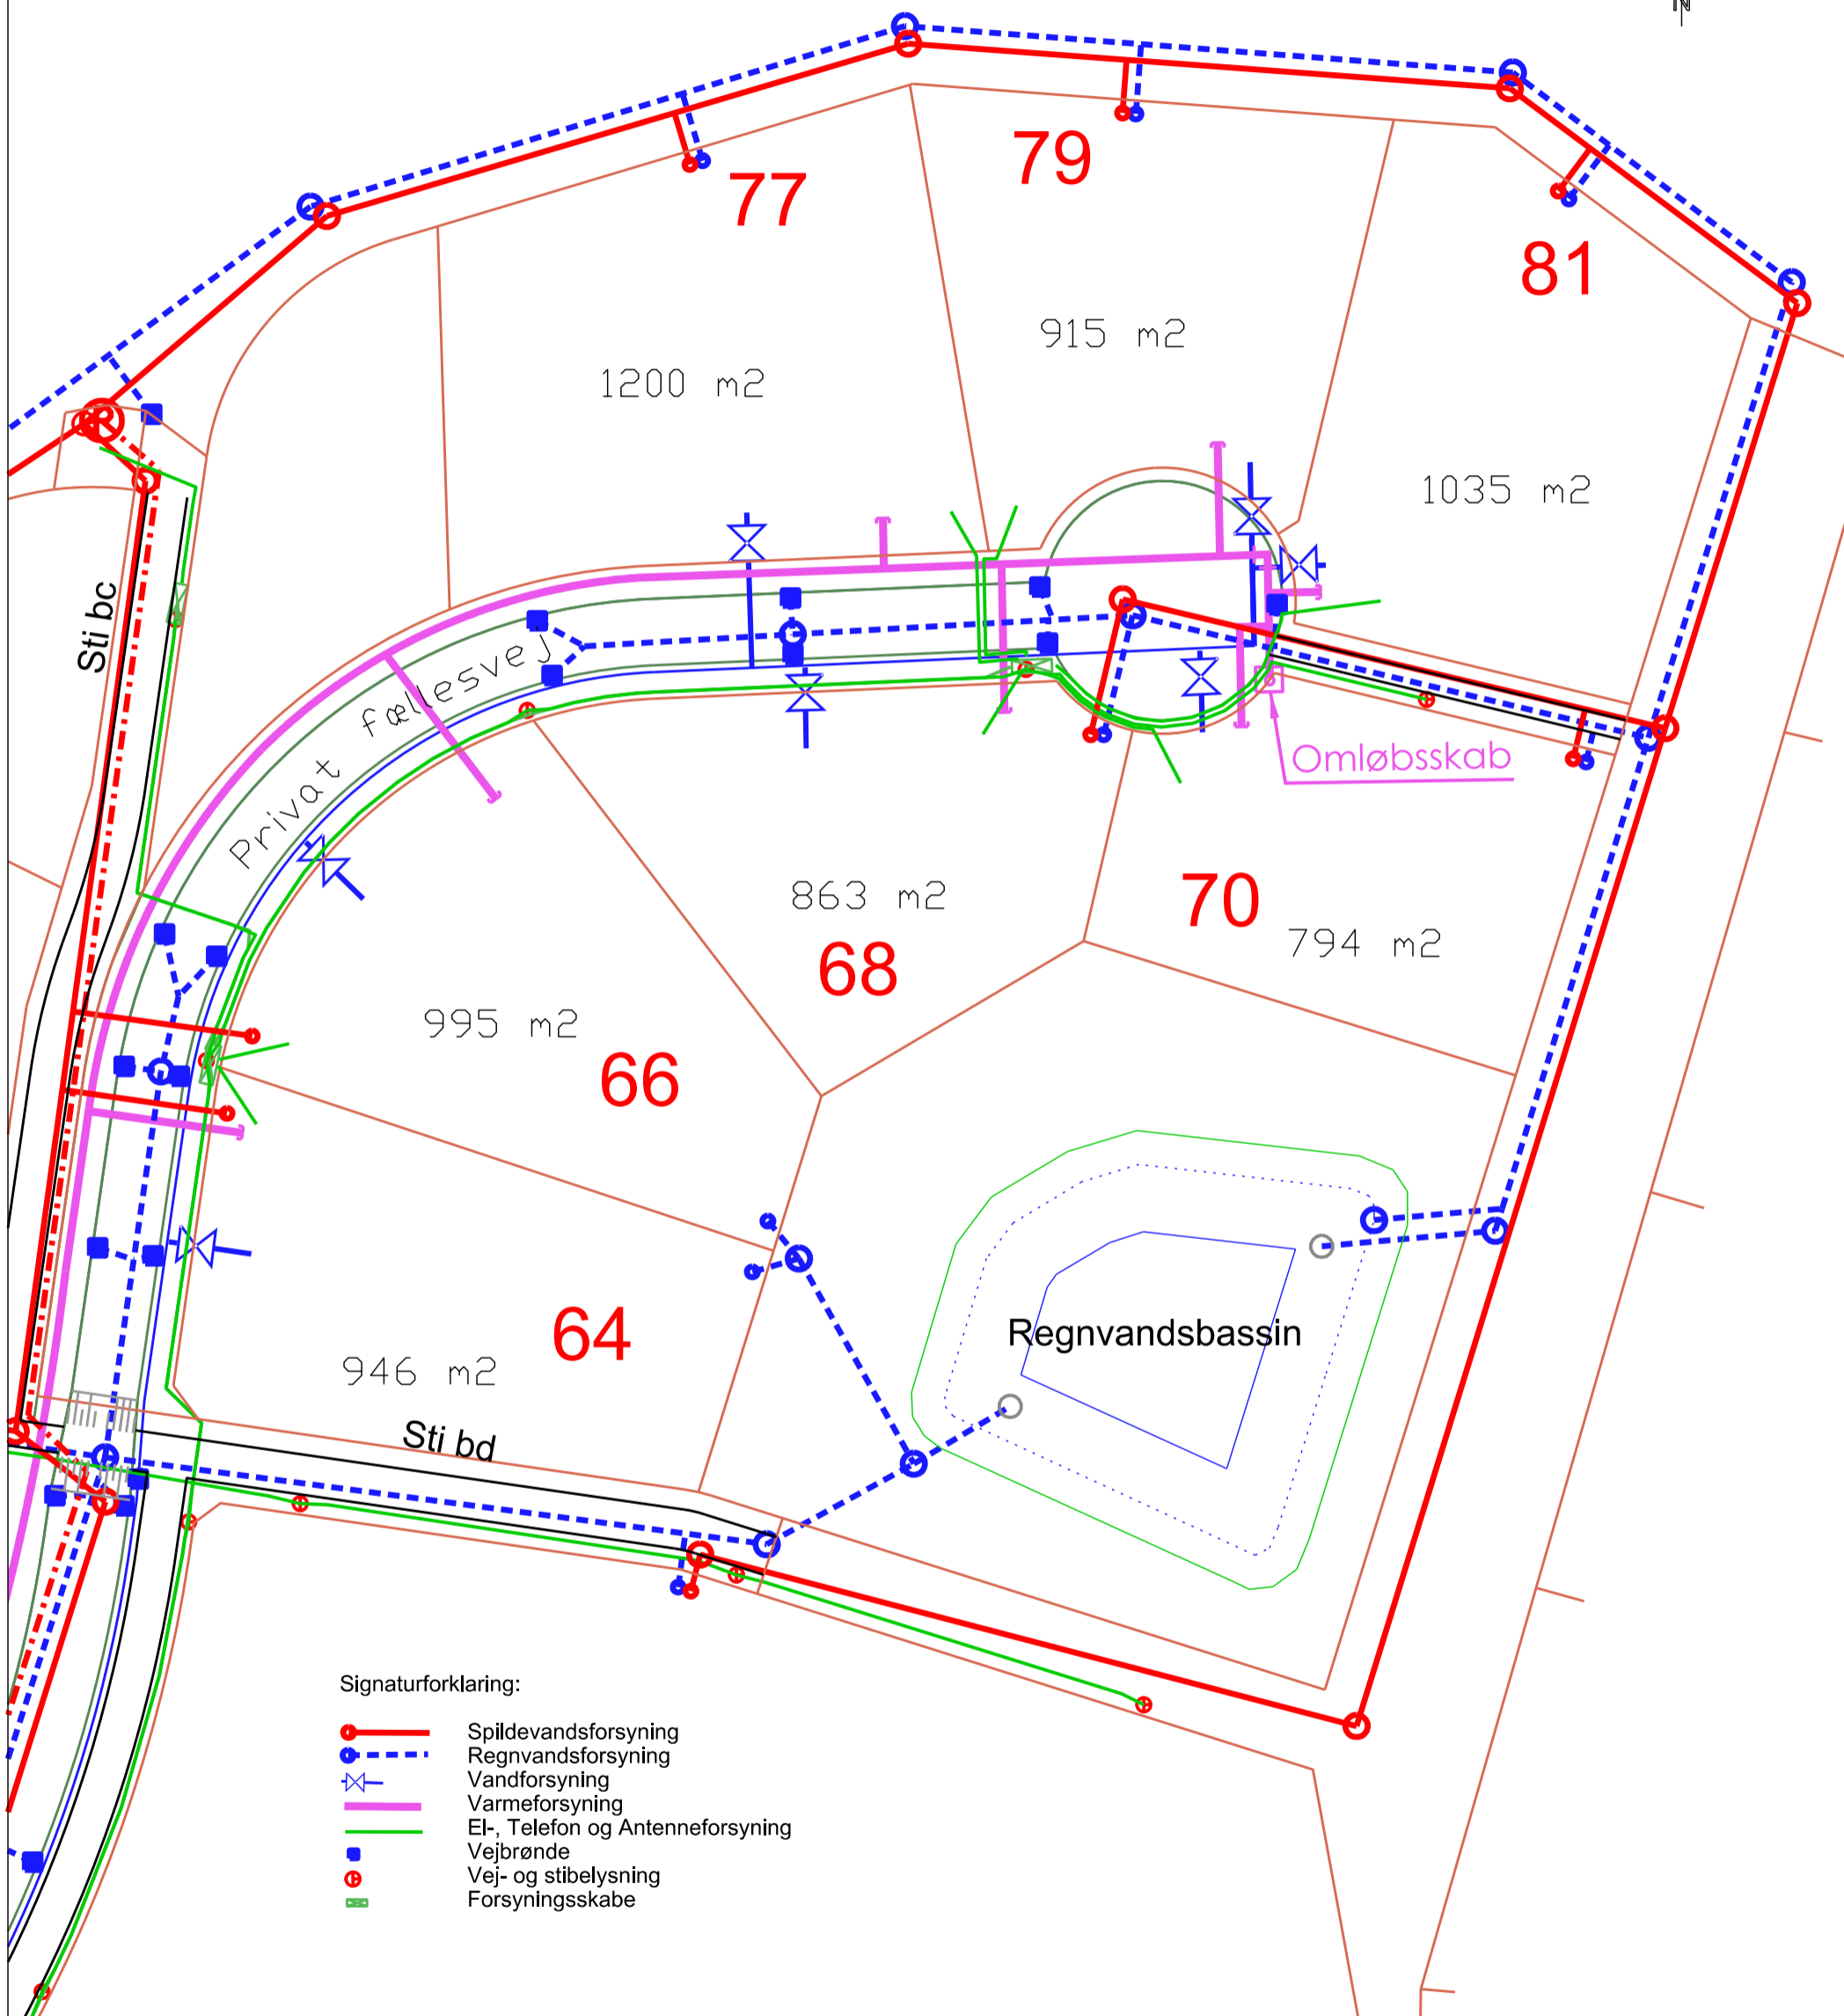 N
77
79
81
1200 m2
915 m2
1035 m2
Sti bc
Privat fællesvej
Omløbsskab
863 m2
68
70
794 m2
995 m2
66
64
946 m2
Sti bd
Regnvandsbassin
Signaturforklaring:
Spildevandsforsyning
Regnvandsforsyning
Vandforsyning
Varmeforsyning
El-, Telefon og Antenneforsyning
Vejbrønde
Vej- og stibelysning
Forsyningsskabe